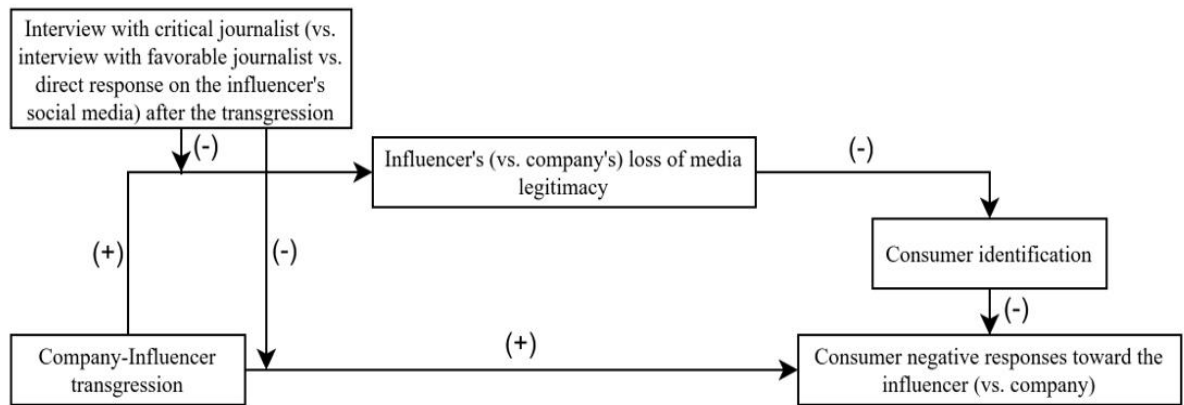 Interview with critical journalist (vs.
interview with favorable journalist vs.
direct response on the influencer's
social media) after the transgression
(-)
Influencer's (vs. company's) loss of media
legitimacy
(-)
(+)
(-)
Consumer identification
(-)
Company-Influencer
transgression
(+)
Consumer negative responses toward the
influencer (vs. company)